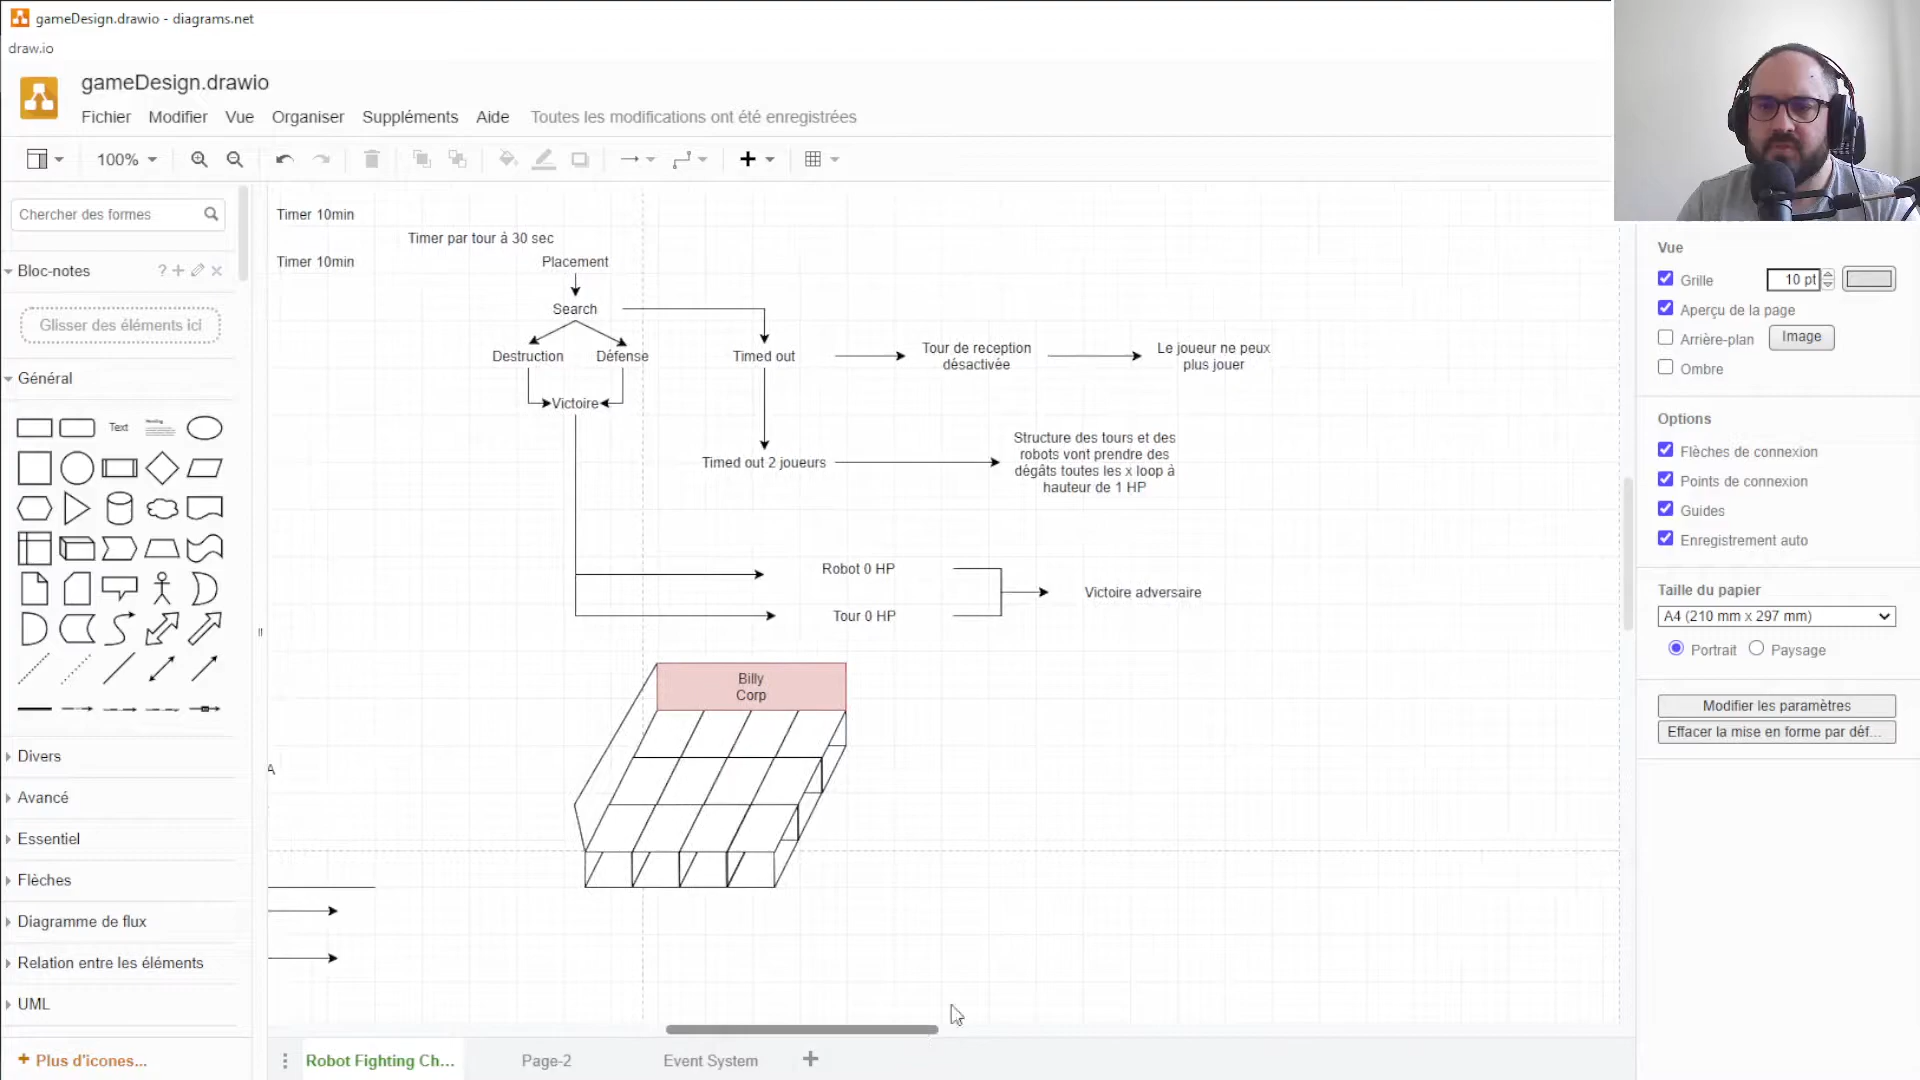 gameDesign.drawio - diagrams.net
draw.io
gameDesign.drawio
Fichier Modifier Vue Organiser Suppléments Aide Toutes les modifications ont été enregistrées
100%
Chercher des formes
Bloc-notes
?
Glisser des éléments ici
Général
Text
Heading
Divers
Avancé
Essentiel
Flèches
Diagramme de flux
Relation entre les éléments
UML
+ Plus d'icones...
Timer 10min
Timer par tour à 30 sec
Timer 10min
Placement
Search
Destruction
Défense
Victoire
Timed out
Tour de reception
désactivée
Le joueur ne peux
plus jouer
Timed out 2 joueurs
Structure des tours et des
robots vont prendre des
dégâts toutes les x loop à
hauteur de 1 HP
Robot 0 HP
Tour 0 HP
Victoire adversaire
Billy
Corp
A
Vue
Grille
10 pt
Aperçu de la page
Arrière-plan
Image
Ombre
Options
Flèches de connexion
Points de connexion
Guides
Enregistrement auto
Taille du papier
A4 (210 mm x 297 mm)
Portrait
Paysage
Modifier les paramètres
Effacer la mise en forme par déf...
Robot Fighting Ch...
Page-2
Event System